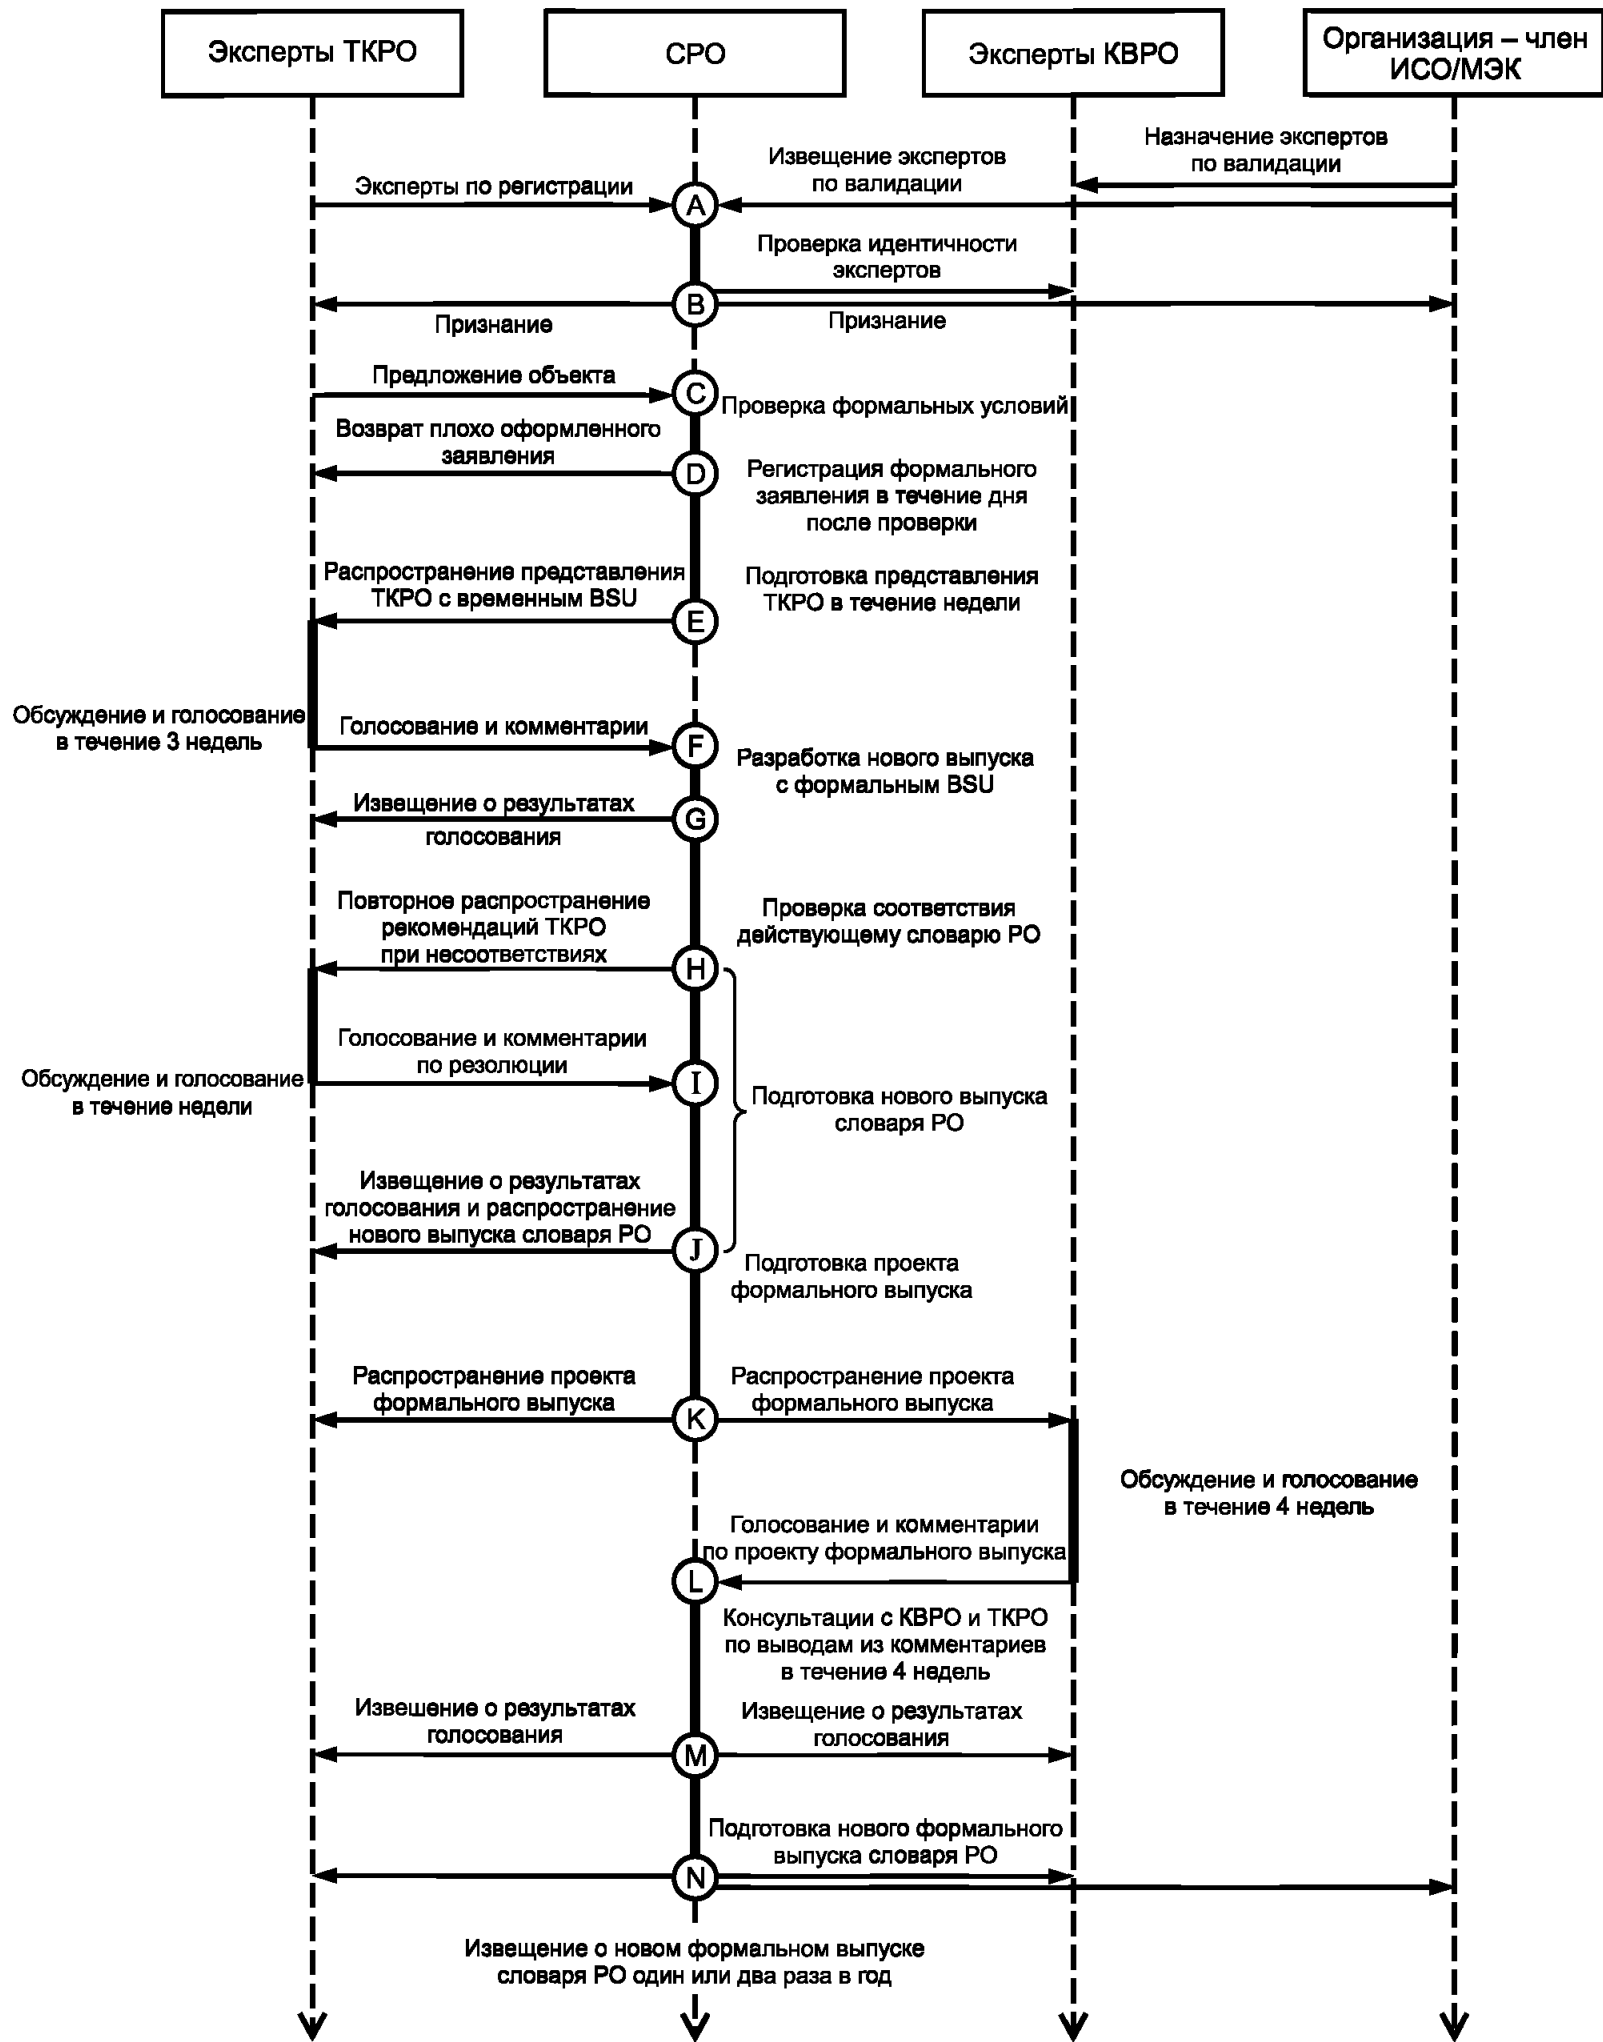 Эксперты ТКРО
СРО
Эксперты КВРО
Организация – член
ИСО/МЭК
Назначение экспертов
по валидации
Извещение экспертов
по валидации
Эксперты по регистрации
A
Проверка идентичности
экспертов
B
Признание
Признание
Предложение объекта
C
Проверка формальных условий
Возврат плохо оформленного
заявления
D
Регистрация формального
заявления в течение дня
после проверки
Распространение представления
ТКРО с временным BSU
Подготовка представления
ТКРО в течение недели
E
Обсуждение и голосование
в течение 3 недель
Голосование и комментарии
F
Разработка нового выпуска
с формальным BSU
Извещение о результатах
голосования
G
Повторное распространение
рекомендаций ТКРО
при несоответствиях
Проверка соответствия
действующему словарю РО
H
Голосование и комментарии
по резолюции
Обсуждение и голосование
в течение недели
I
Подготовка нового выпуска
словаря РО
Извещение о результатах
голосования и распространение
нового выпуска словаря РО
J
Подготовка проекта
формального выпуска
Распространение проекта
формального выпуска
Распространение проекта
формального выпуска
K
Обсуждение и голосование
в течение 4 недель
Голосование и комментарии
по проекту формального выпуска
L
Консультации с КВРО и ТКРО
по выводам из комментариев
в течение 4 недель
Извешение о результатах
голосования
Извещение о результатах
голосования
M
Подготовка нового формального
выпуска словаря РО
N
Извещение о новом формальном выпуске
словаря РО один или два раза в год